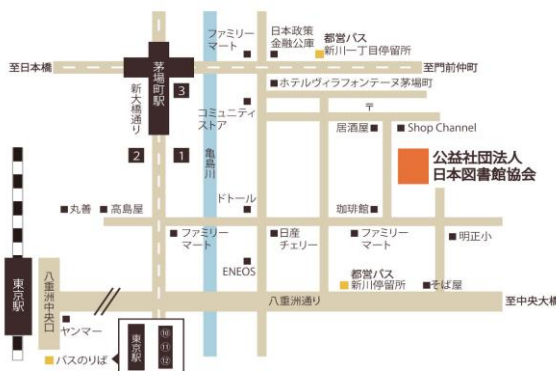 ファミリー
マート
日本政策
金融公庫
都営バス
新川一丁目停留所
至日本橋
茅場町駅
至門前仲町
ホテルヴィラフォンテーヌ茅場町
新大橋通り
3
コミュニティ
ストア
〒
居酒屋
Shop Channel
2
1
亀島川
公益社団法人
日本図書館協会
丸善
高島屋
ドトール
珈琲館
ファミリー
マート
日産
チェリー
ファミリー
マート
明正小
ENEOS
都営バス
新川停留所
そば屋
東京駅
八重洲中央口
八重洲通り
至中央大橋
ヤンマー
バスのりば
東京駅
⑩
⑪
⑫